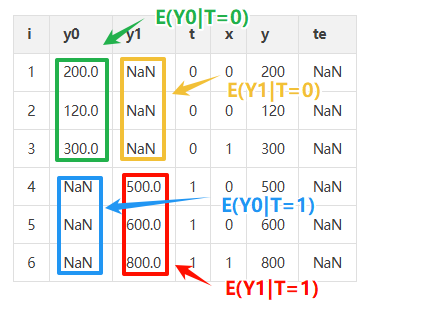 E(Y0|T=0)
i y0 y1 t x y te
1 200.0 NaN 0 0 200 NaN
E(Y1|T=0)
2 120.0 NaN 0 0 120 NaN
3 300.0 NaN 0 1 300 NaN
4 NaN 500.0 1 0 500 NaN
E(Y0|T=1)
5 NaN 600.0 1 0 600 NaN
6 NaN 800.0 1 1 800 NaN
E(Y1|T=1)